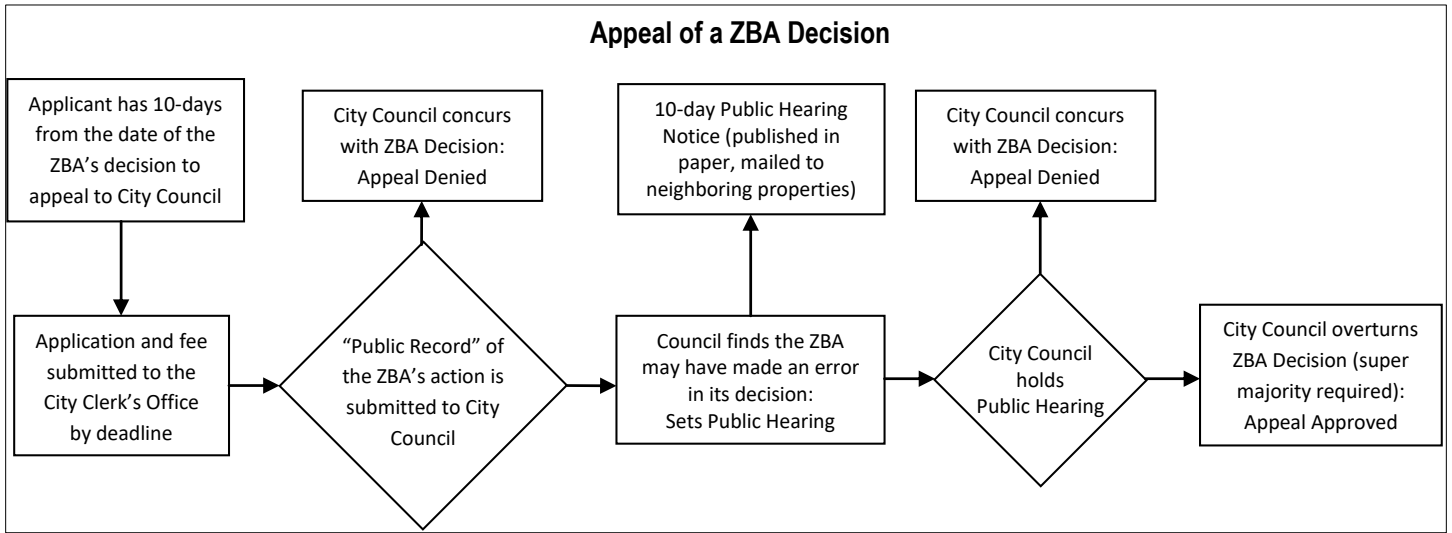 Appeal of a ZBA Decision
Applicant has 10-days
from the date of the
ZBA’s decision to
appeal to City Council
Application and fee
submitted to the
City Clerk’s Office
by deadline
City Council concurs
with ZBA Decision:
Appeal Denied
“Public Record” of
the ZBA’s action is
submitted to City
Council
10-day Public Hearing
Notice (published in
paper, mailed to
neighboring properties)
Council finds the ZBA
may have made an error
in its decision:
Sets Public Hearing
City Council concurs
with ZBA Decision:
Appeal Denied
City Council
holds
Public Hearing
City Council overturns
ZBA Decision (super
majority required):
Appeal Approved